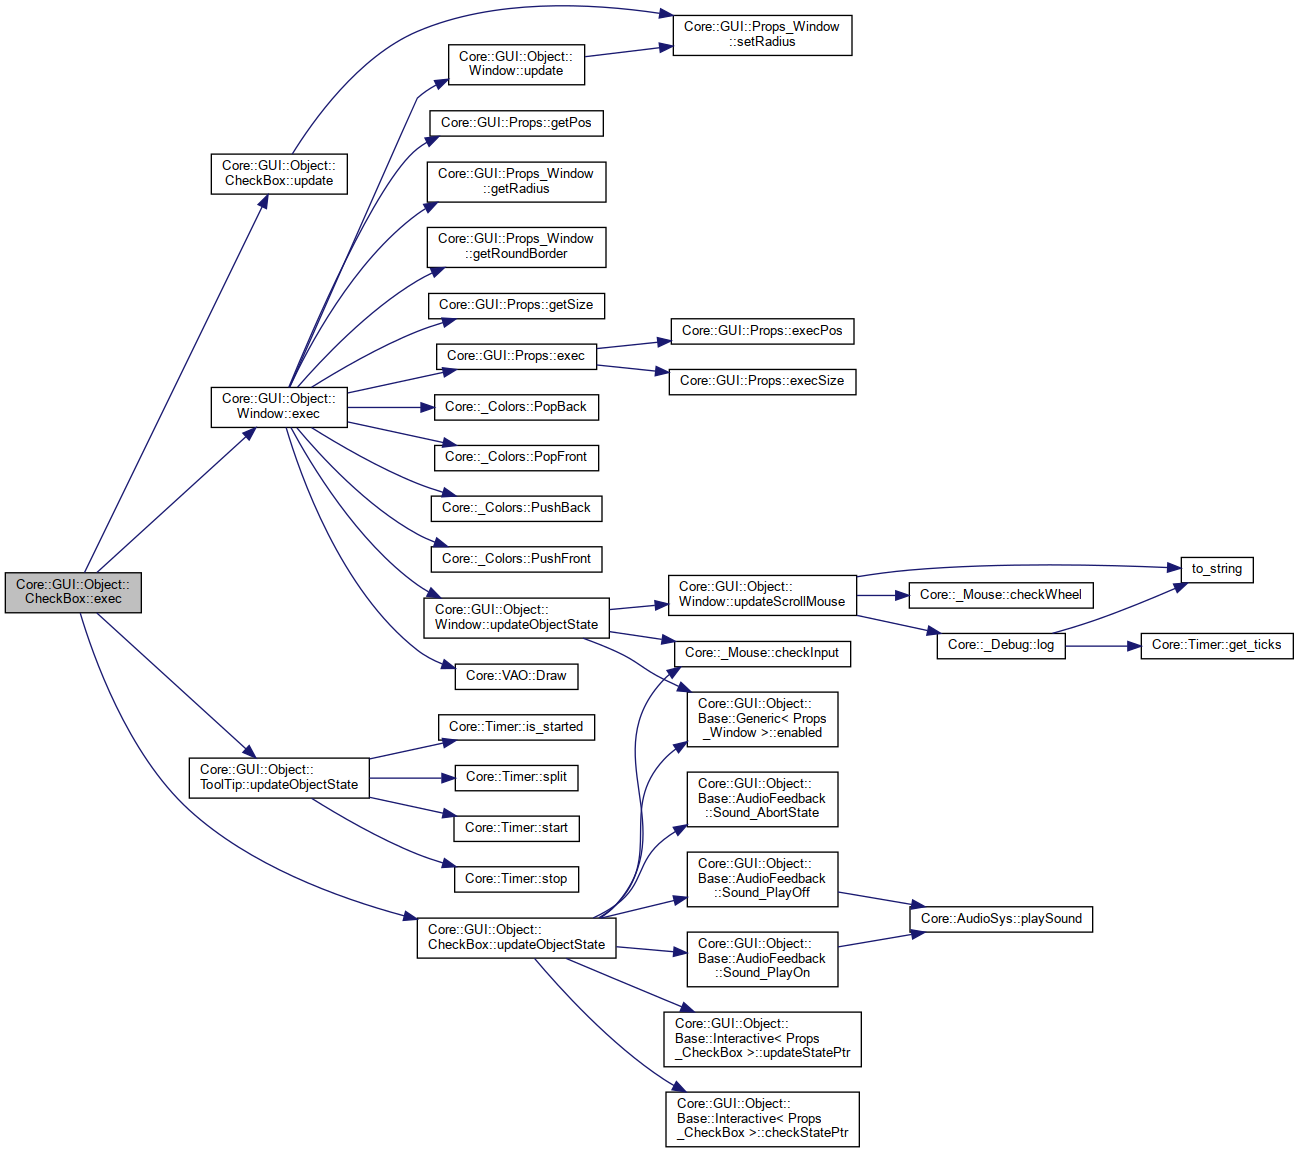 Core::GUI::Object::
CheckBox::exec
Core::GUI::Object::
CheckBox::update
Core::GUI::Props_Window
::setRadius
Core::GUI::Object::
Window::exec
Core::GUI::Object::
Window::update
Core::GUI::Props::getPos
Core::GUI::Props_Window
::getRadius
Core::GUI::Props_Window
::getRoundBorder
Core::GUI::Props::getSize
Core::GUI::Props::exec
Core::GUI::Props::execPos
Core::GUI::Props::execSize
Core::_Colors::PopBack
Core::_Colors::PopFront
Core::_Colors::PushBack
Core::_Colors::PushFront
Core::GUI::Object::
Window::updateObjectState
Core::GUI::Object::
Window::updateScrollMouse
to_string
Core::_Mouse::checkWheel
Core::_Debug::log
Core::Timer::get_ticks
Core::_Mouse::checkInput
Core::GUI::Object::
Base::Generic< Props
_Window >::enabled
Core::VAO::Draw
Core::GUI::Object::
ToolTip::updateObjectState
Core::Timer::is_started
Core::Timer::split
Core::Timer::start
Core::Timer::stop
Core::GUI::Object::
CheckBox::updateObjectState
Core::GUI::Object::
Base::AudioFeedback
::Sound_AbortState
Core::GUI::Object::
Base::AudioFeedback
::Sound_PlayOff
Core::AudioSys::playSound
Core::GUI::Object::
Base::AudioFeedback
::Sound_PlayOn
Core::GUI::Object::
Base::Interactive< Props
_CheckBox >::updateStatePtr
Core::GUI::Object::
Base::Interactive< Props
_CheckBox >::checkStatePtr